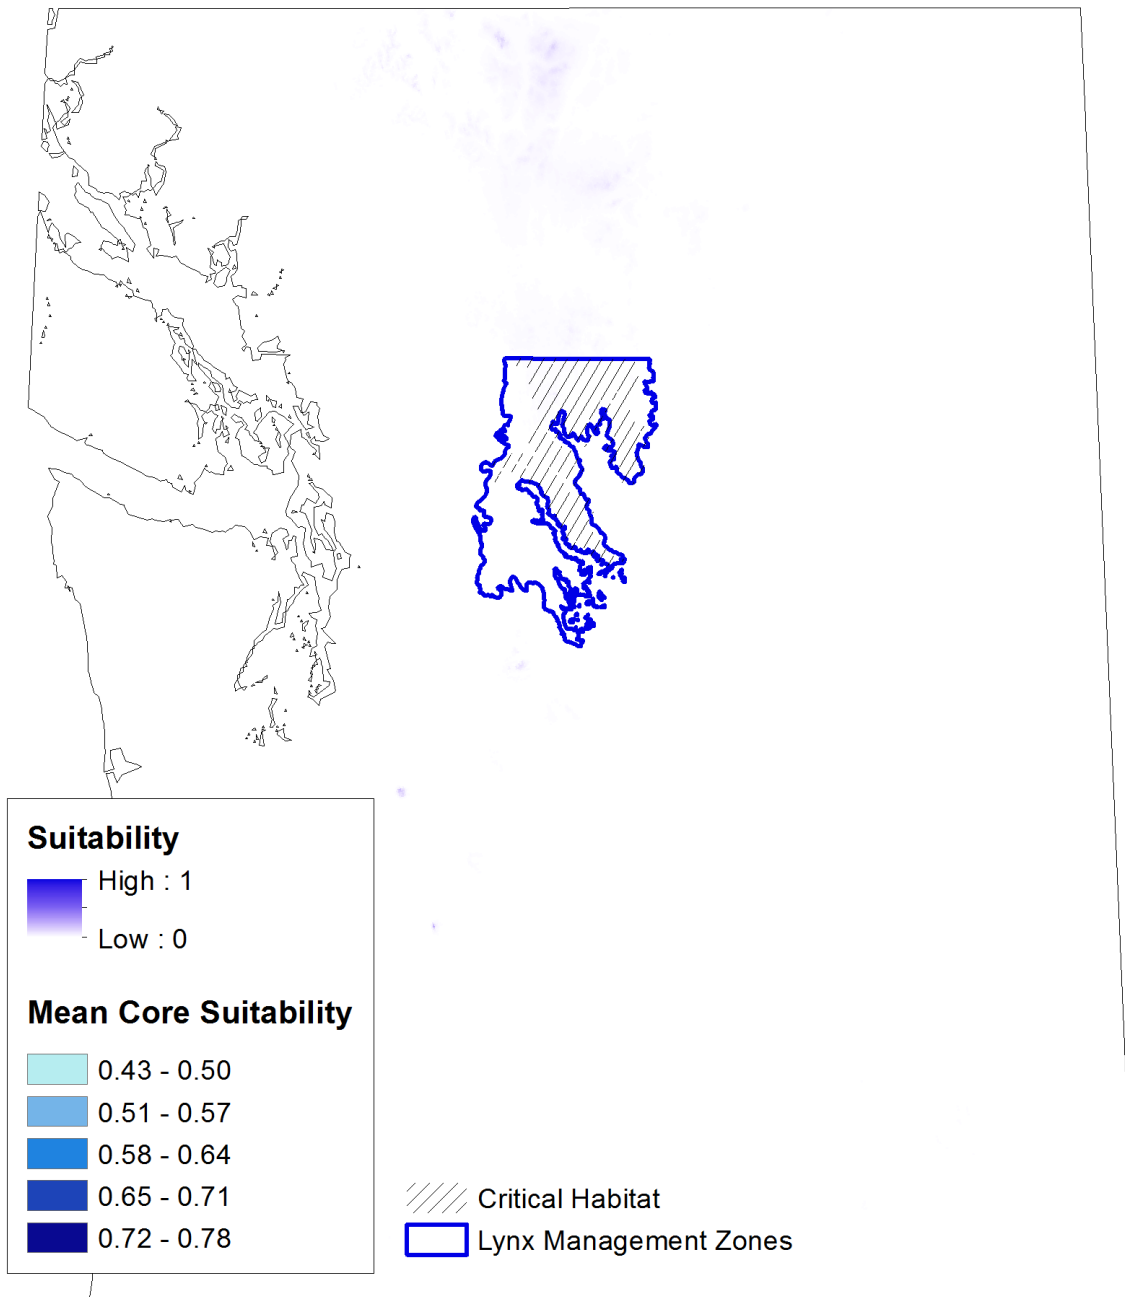 Suitability
High : 1
Low : 0
Mean Core Suitability
0.43 - 0.50
0.51 - 0.57
0.58 - 0.64
0.65 - 0.71
0.72 - 0.78
Critical Habitat
Lynx Management Zones